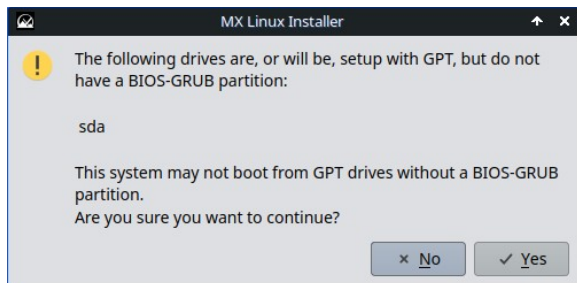 MX Linux Installer
The following drives are, or will be, setup with GPT, but do not
have a BIOS-GRUB partition:
sda
This system may not boot from GPT drives without a BIOS-GRUB
partition.
Are you sure you want to continue?
No Yes